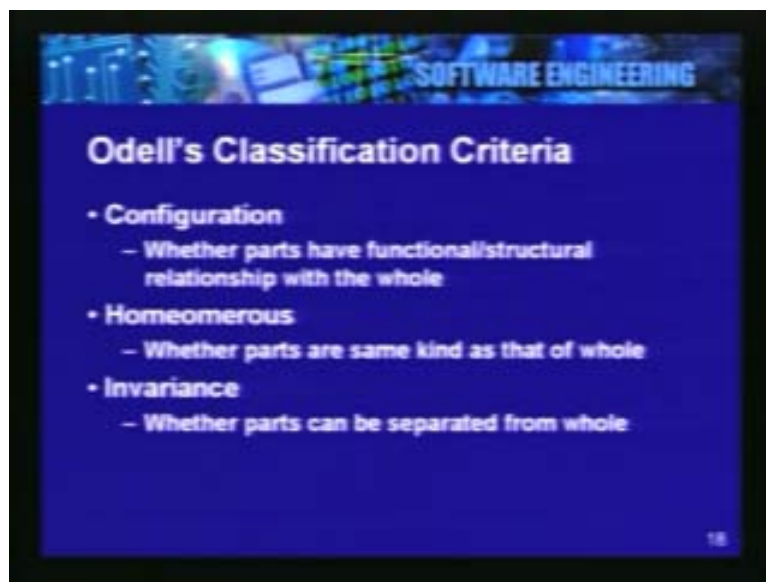 SOFTWARE ENGINEERING
Odell's Classification Criteria
• Configuration
– Whether parts have functional/structural
relationship with the whole
• Homeomerous
– Whether parts are same kind as that of whole
• Invariance
– Whether parts can be separated from whole
18